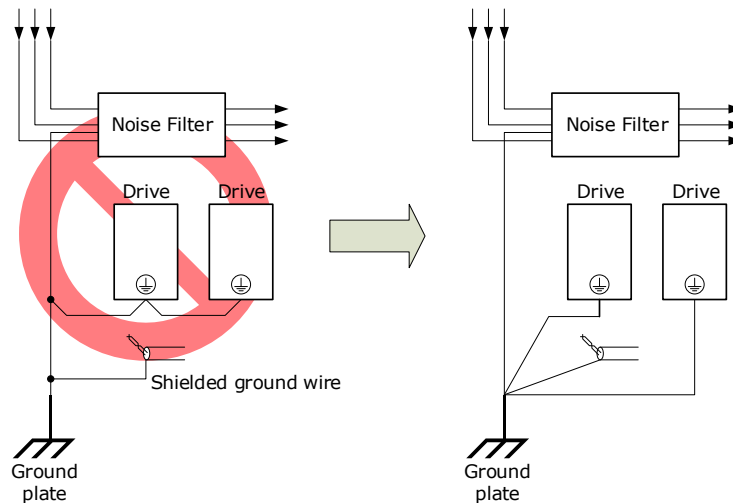 Noise Filter
Drive
Drive
Shielded ground wire
Ground
plate
Noise Filter
Drive
Drive
Ground
plate